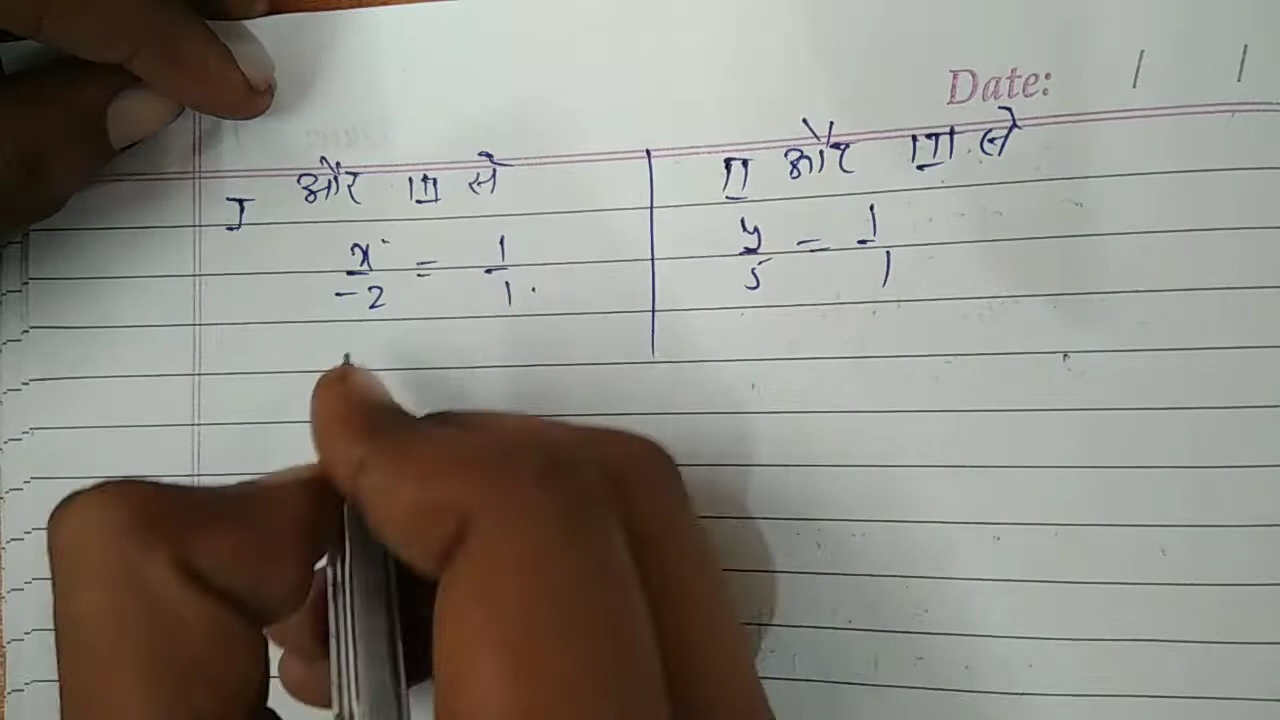 Date: / /
I और III से
x/-2 = 1/1.
II और III से
y/5 = 1/1